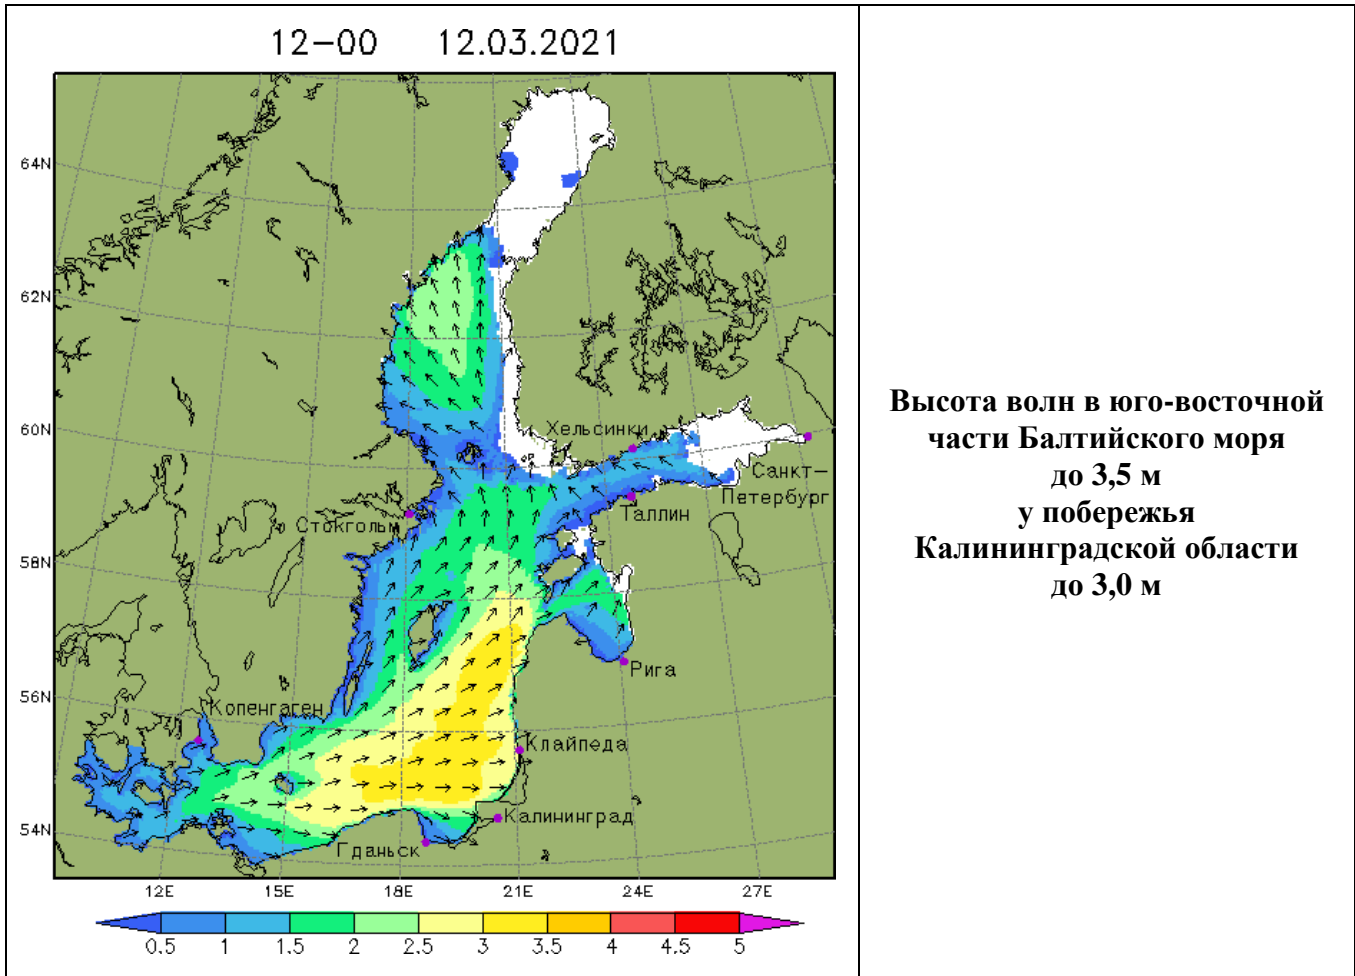 12-00 12.03.2021
64N
62N
60N
58N
56N
54N
Хельсинки
Санкт-
Петербург
Таллин
Стокгольм
Рига
Копенгаген
Клайпеда
Калининград
Гданьск
12E 15E 18E 21E 24E 27E
0.5 1 1.5 2 2.5 3 3.5 4 4.5 5
Высота волн в юго-восточной
части Балтийского моря
до 3,5 м
у побережья
Калининградской области
до 3,0 м